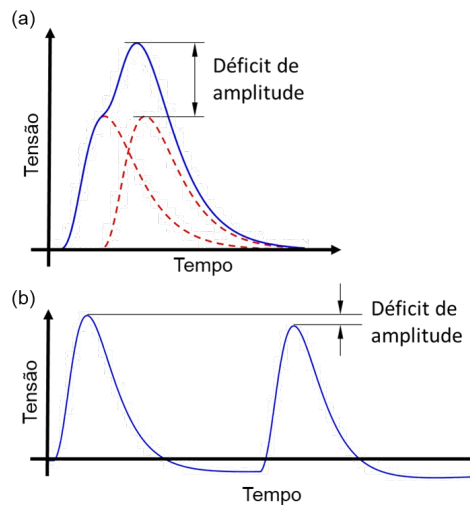 (a)
Déficit de
amplitude
Tensão
Tempo
(b)
Déficit de
amplitude
Tensão
Tempo